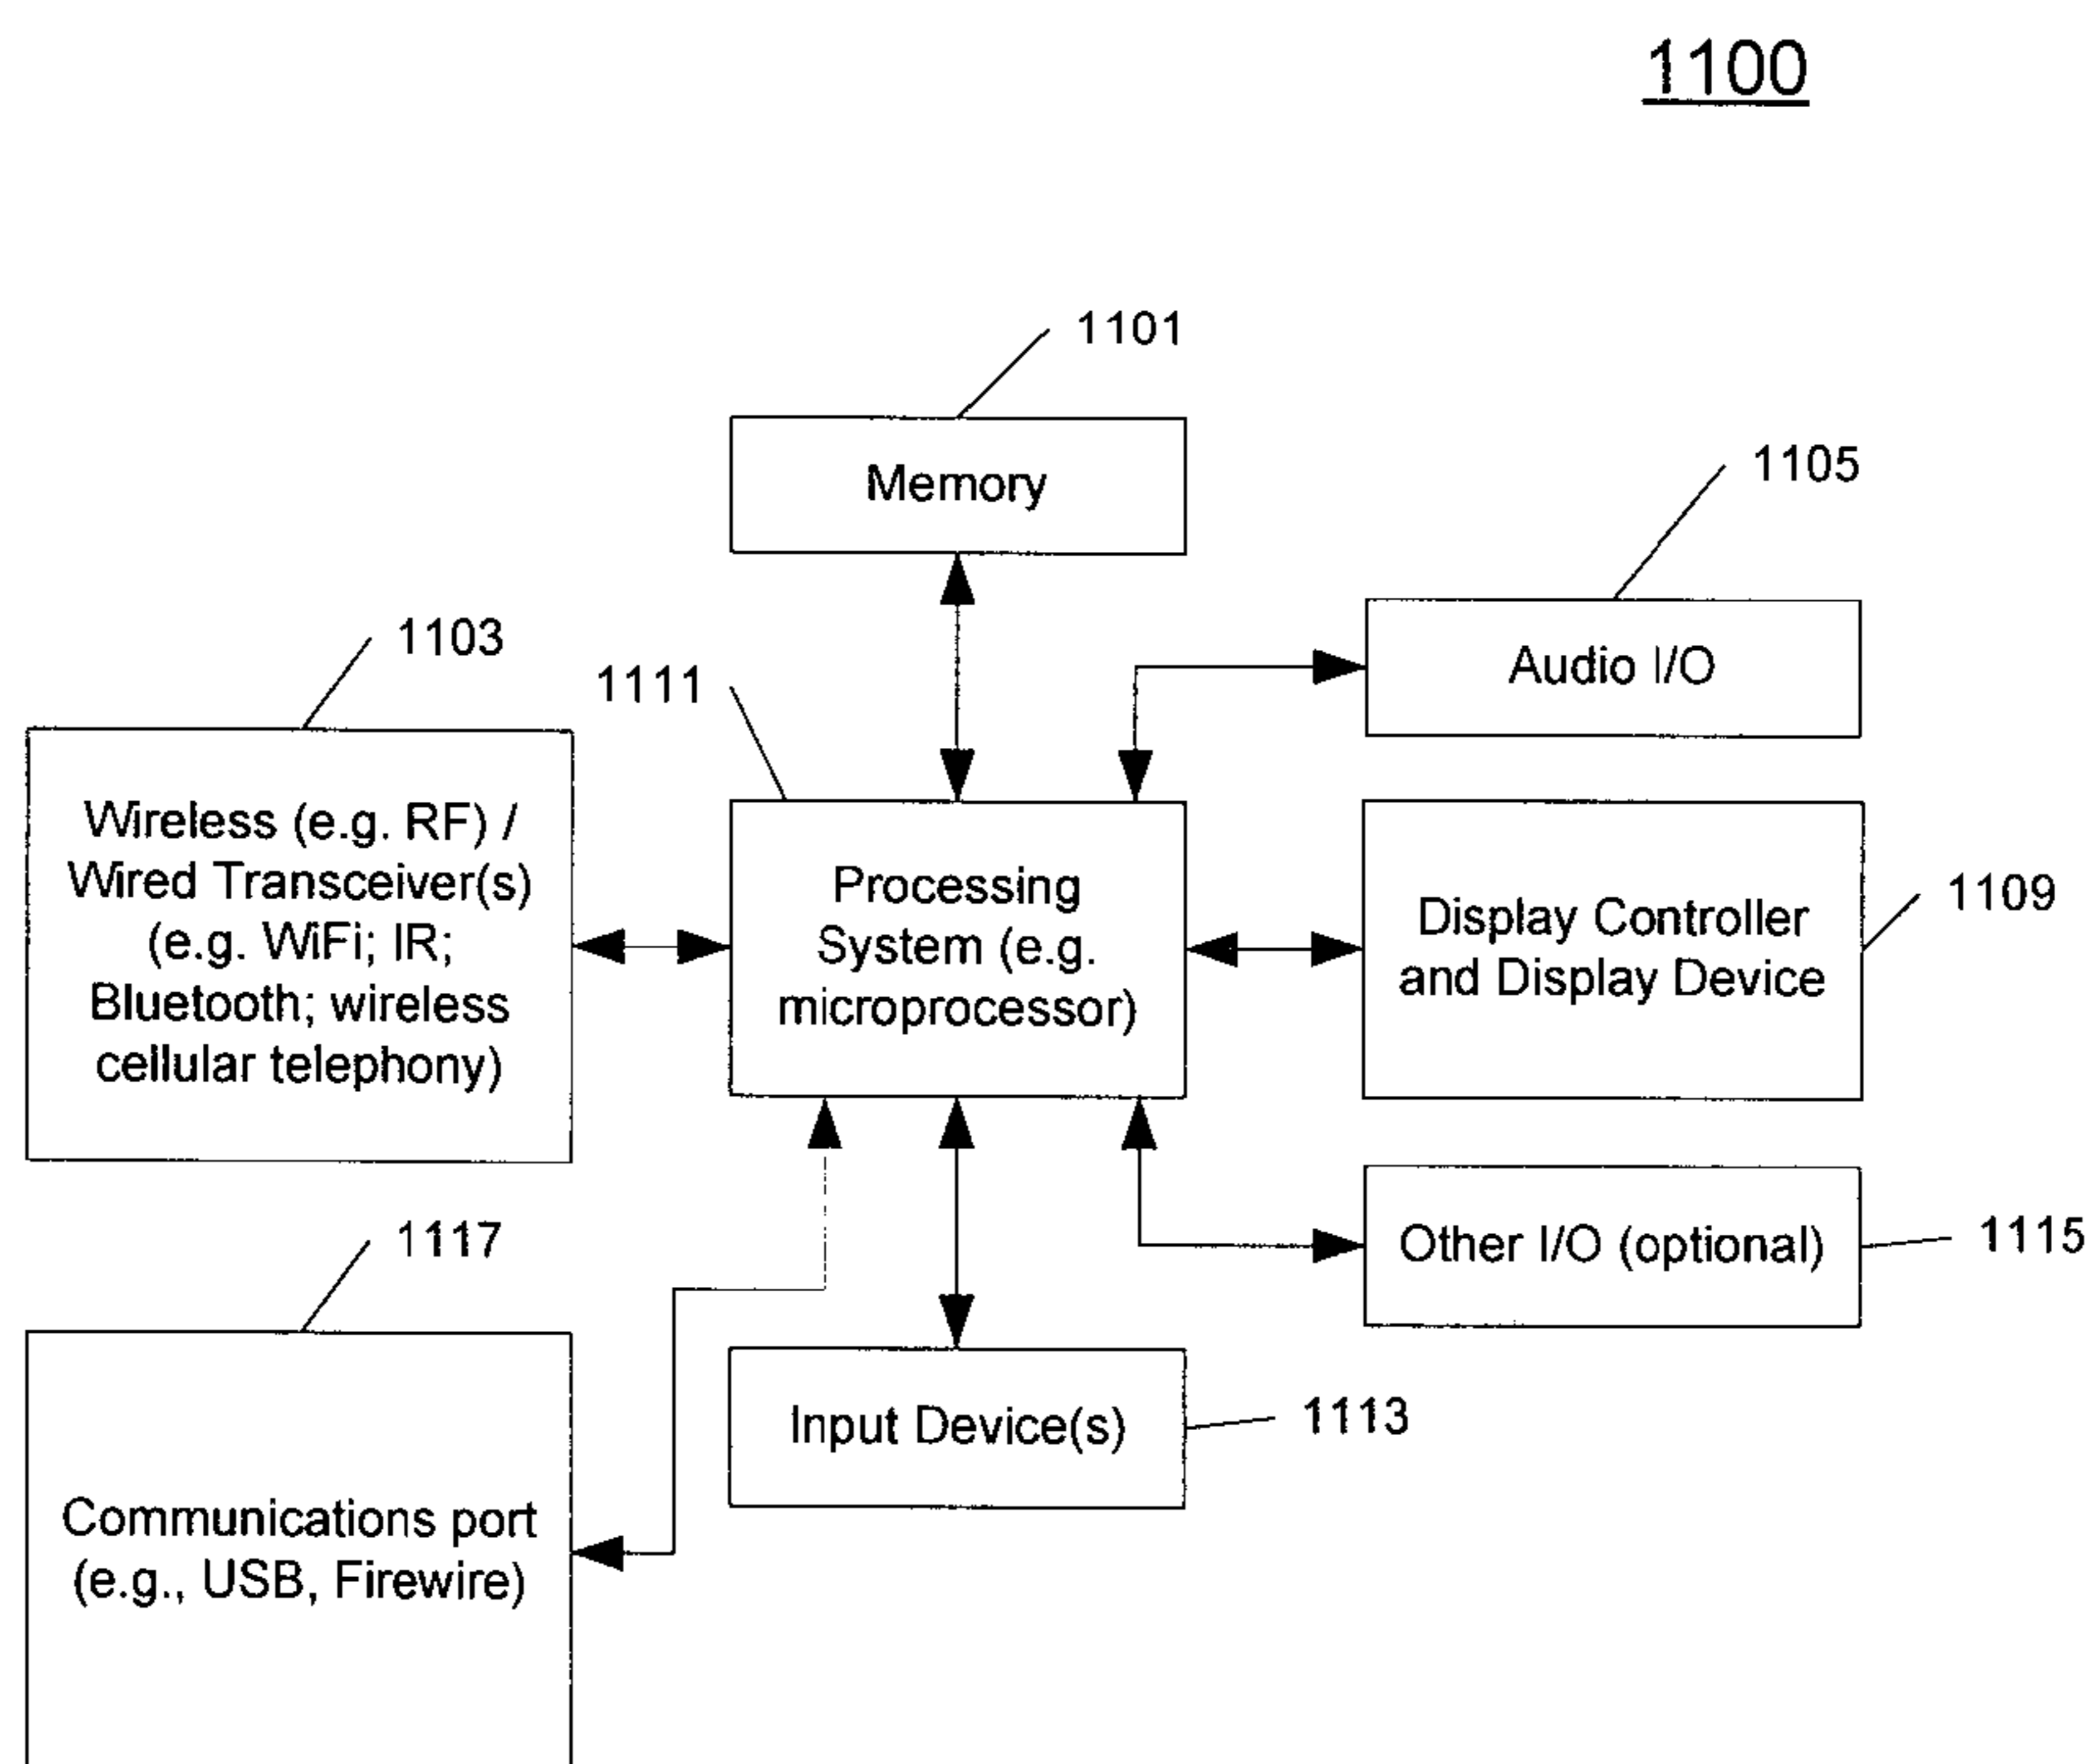 1100
1101
Memory
1105
Audio I/O
1103
1111
Wireless (e.g. RF) /
Wired Transceiver(s)
(e.g. WiFi; IR;
Bluetooth; wireless
cellular telephony)
Processing
System (e.g.
microprocessor)
Display Controller
and Display Device
1109
1117
Other I/O (optional)
1115
Input Device(s)
1113
Communications port
(e.g., USB, Firewire)